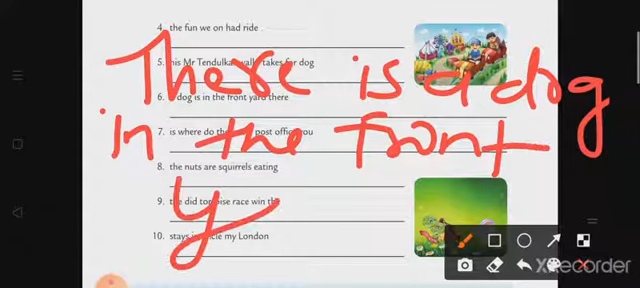 4. the fun we on had ride
5. his Mr Tendulkar walk takes for dog
There is a dog
6. dog is in the front yard there
7. is where do the post office you
in the front
8. the nuts are squirrels eating
9. the did tortoise race win the
y
10. stays in uncle my London
XRecorder